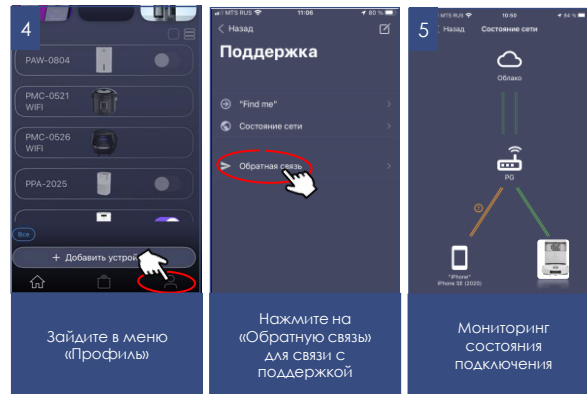 4
PAW-0804
PMC-0521
WIFI
PMC-0526
WIFI
PPA-2025
Все
+ Добавить устрой
Зайдите в меню
«Профиль»
MTS RUS 11:06 80 %
Назад
Поддержка
"Find me"
Состояние сети
Обратная связь
Нажмите на
«Обратную связь»
для связи с
поддержкой
5
MTS RUS 10:50 84 %
Назад Состояние сети
Облако
PG
"iPhone"
iPhone SE (2020)
Мониторинг
состояния
подключения